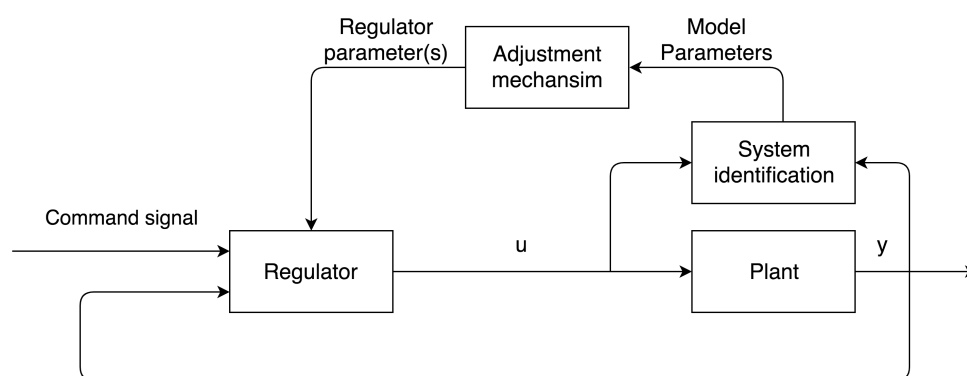 Regulator
parameter(s)
Adjustment
mechansim
Model
Parameters
System
identification
Command signal
Regulator
u
Plant
y